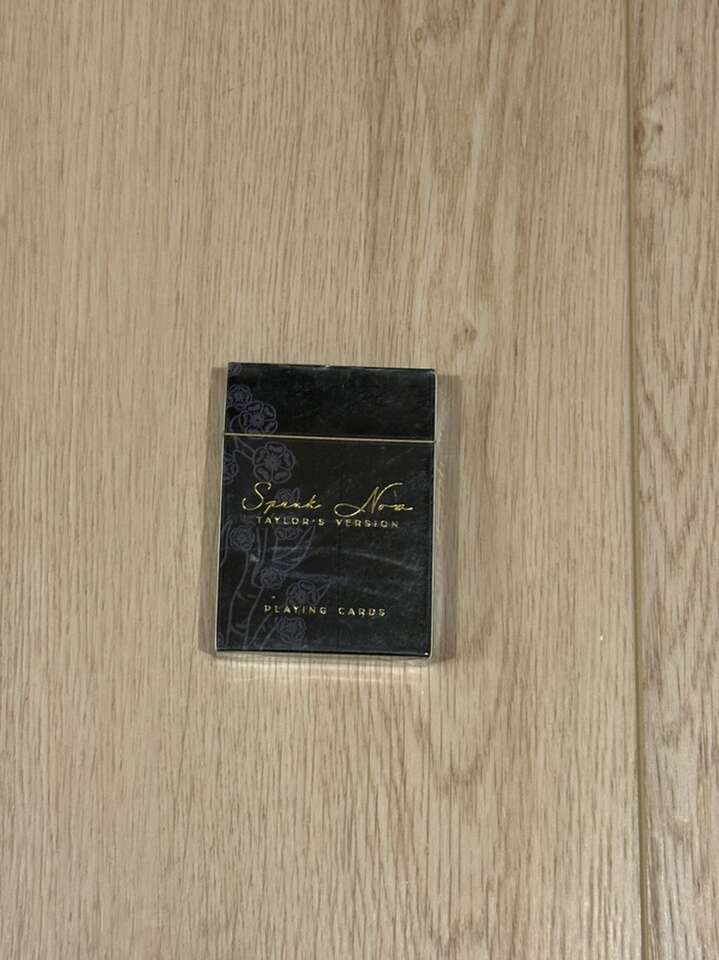 Speak Now
TAYLOR'S VERSION
PLAYING CARDS